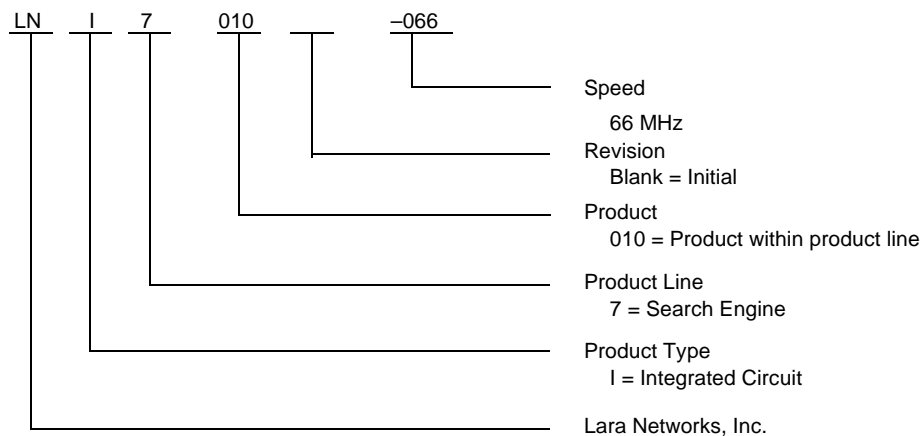 LN I 7 010 –066
Speed
66 MHz
Revision
Blank = Initial
Product
010 = Product within product line
Product Line
7 = Search Engine
Product Type
I = Integrated Circuit
Lara Networks, Inc.